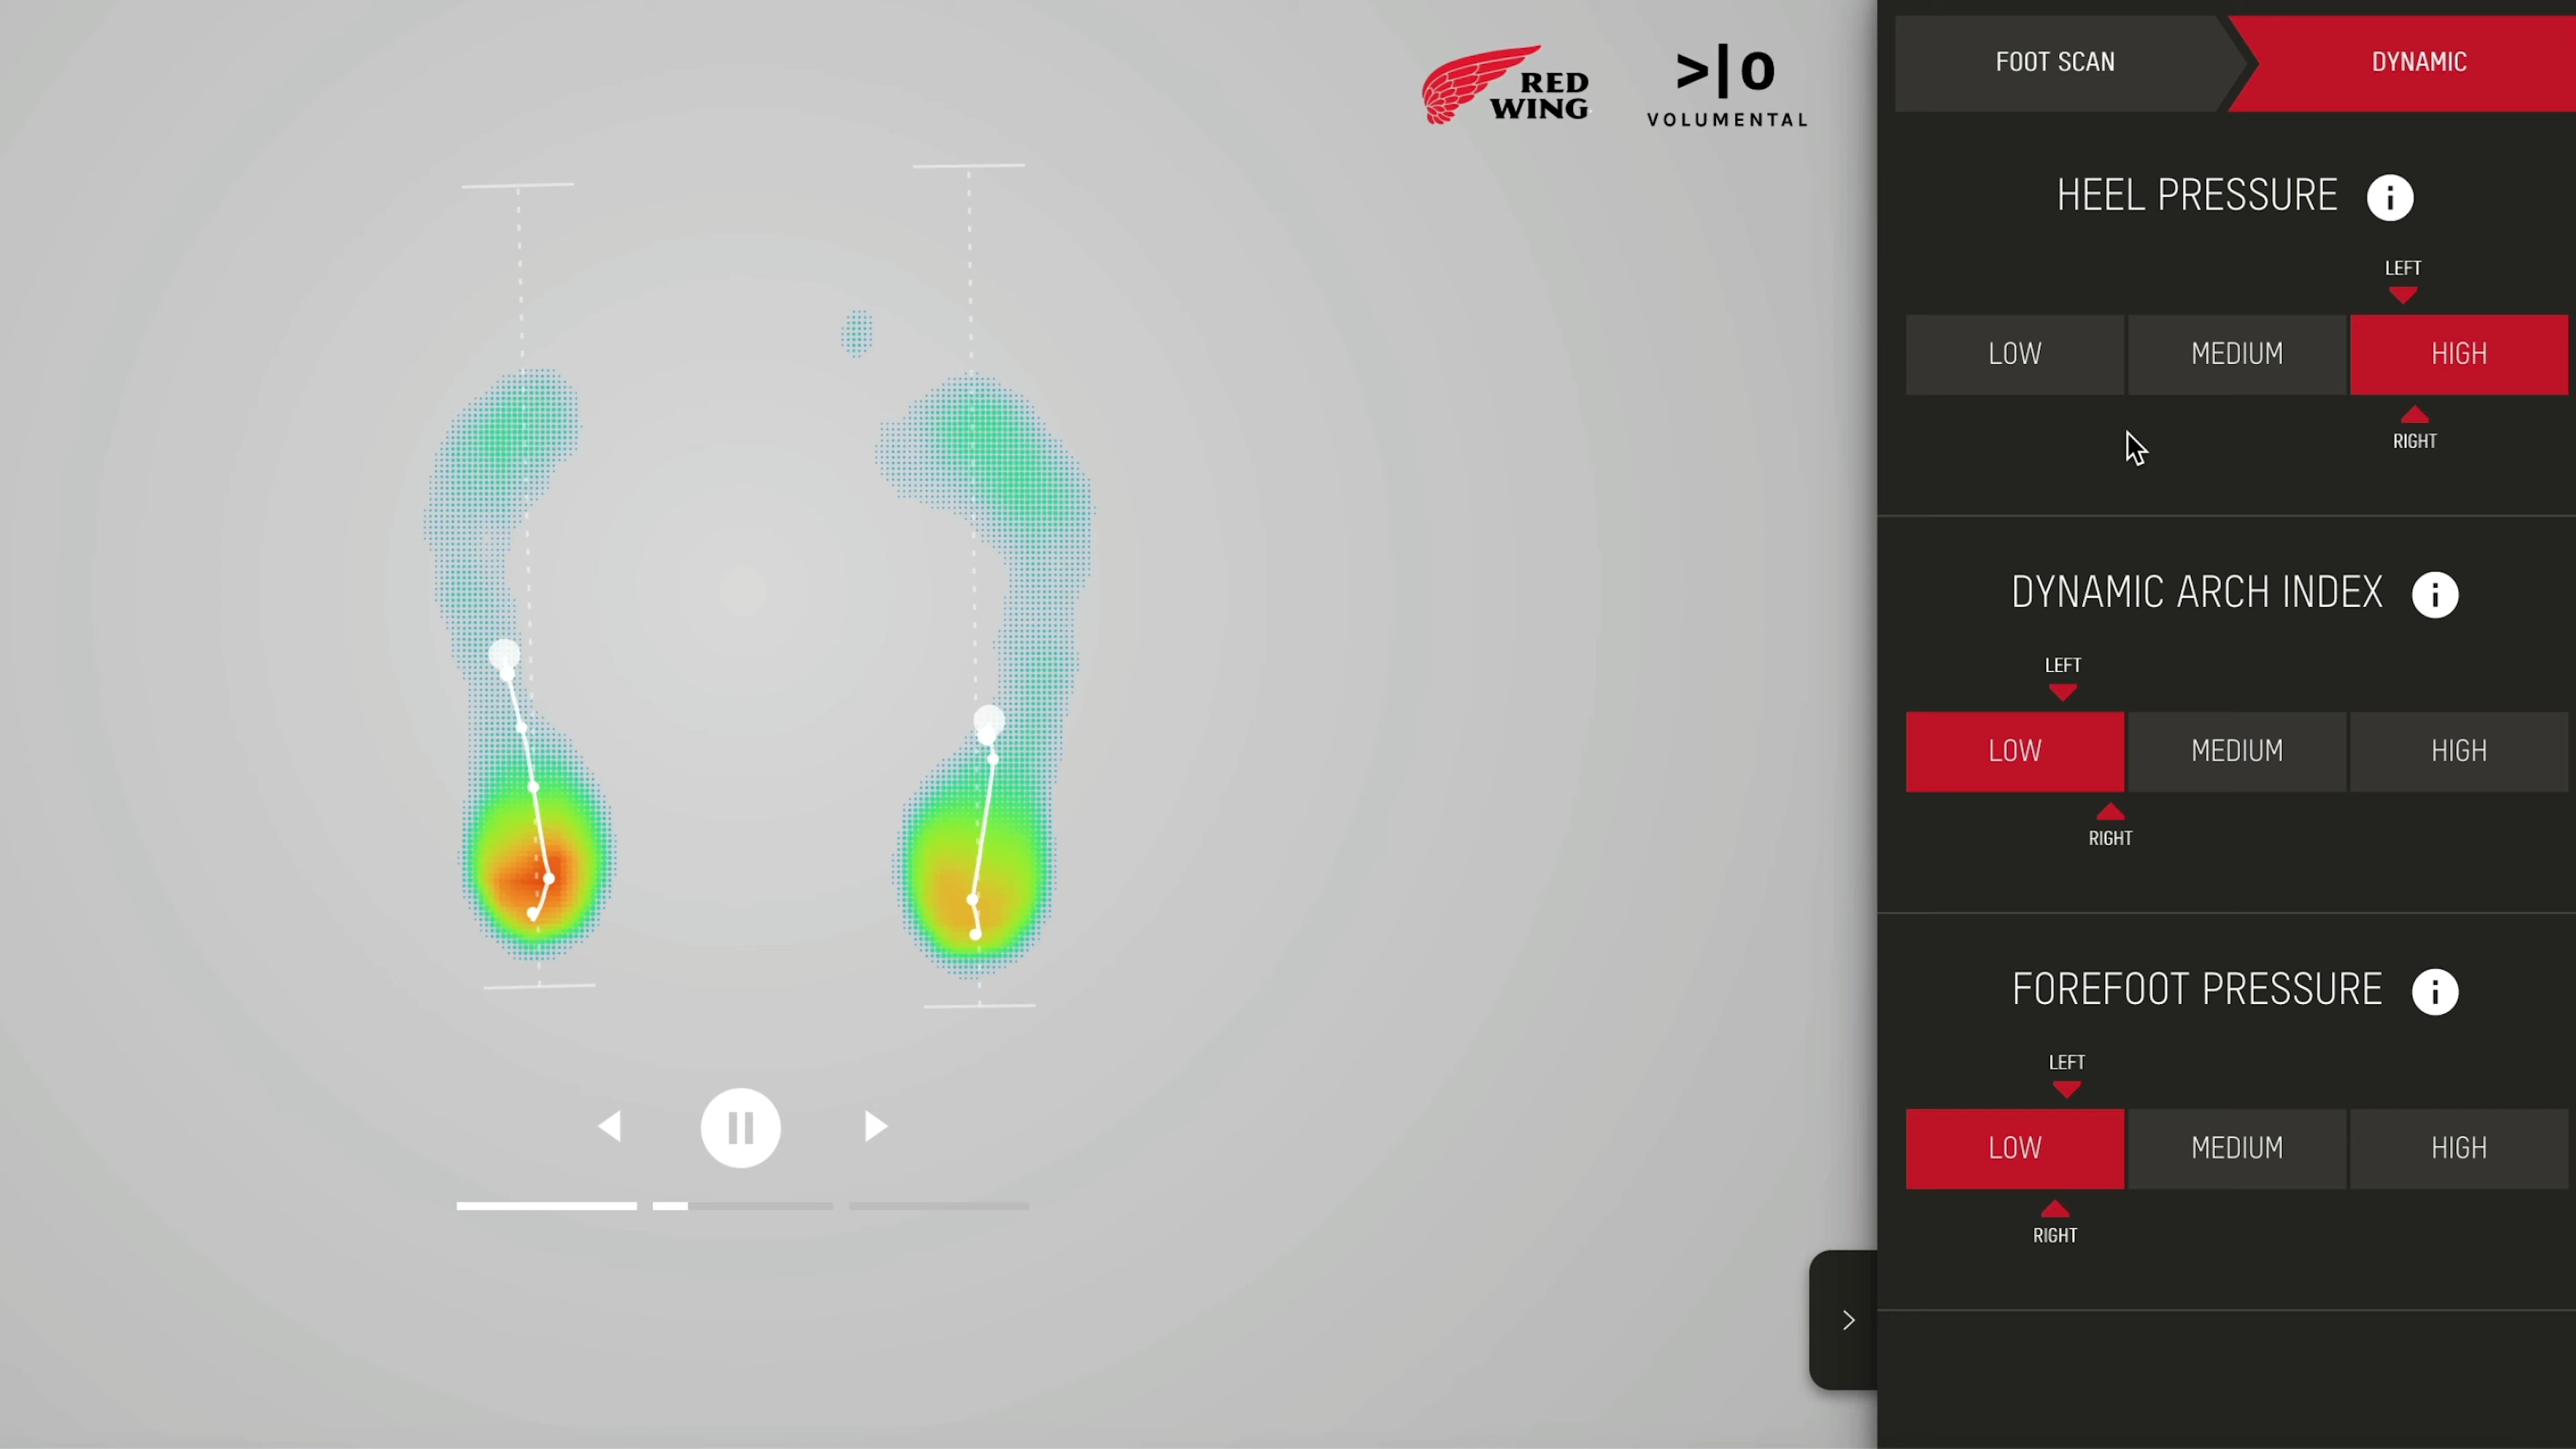 RED
WING
>|0
VOLUMENTAL
FOOT SCAN
DYNAMIC
HEEL PRESSURE i
LEFT
LOW
MEDIUM
HIGH
RIGHT
DYNAMIC ARCH INDEX i
LEFT
LOW
MEDIUM
HIGH
RIGHT
FOREFOOT PRESSURE i
LEFT
LOW
MEDIUM
HIGH
RIGHT